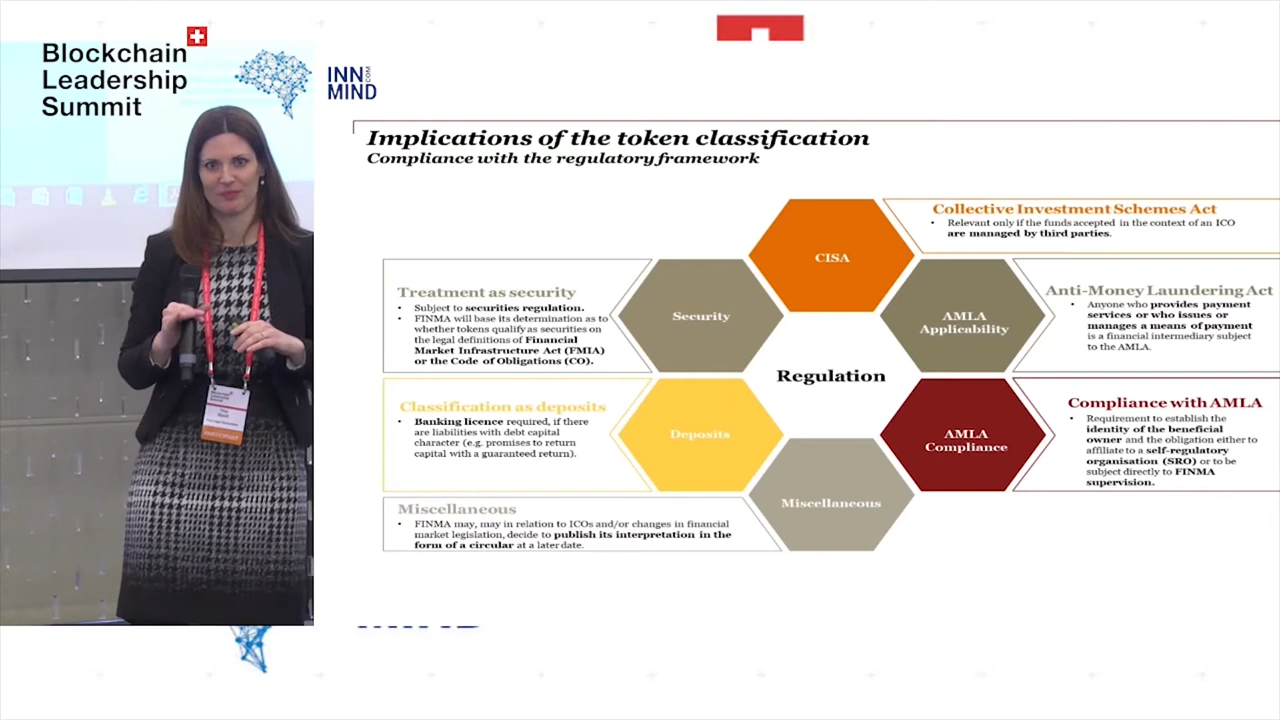 Blockchain
Leadership
Summit
INN
MIND
.COM
Implications of the token classification
Compliance with the regulatory framework
Collective Investment Schemes Act
• Relevant only if the funds accepted in the context of an ICO
are managed by third parties.
CISA
Treatment as security
• Subject to securities regulation.
• FINMA will base its determination as to
whether tokens qualify as securities on
the legal definitions of Financial
Market Infrastructure Act (FMIA)
or the Code of Obligations (CO).
Security
AMLA
Applicability
Anti-Money Laundering Act
• Anyone who provides payment
services or who issues or
manages a means of payment
is a financial intermediary subject
to the AMLA.
Regulation
Classification as deposits
• Banking licence required, if there
are liabilities with debt capital
character (e.g. promises to return
capital with a guaranteed return).
Deposits
AMLA
Compliance
Compliance with AMLA
• Requirement to establish the
identity of the beneficial
owner and the obligation either to
affiliate to a self-regulatory
organisation (SRO) or to be
subject directly to FINMA
supervision.
Miscellaneous
Miscellaneous
• FINMA may, may in relation to ICOs and/or changes in financial
market legislation, decide to publish its interpretation in the
form of a circular at a later date.
Blockchain
Leadership
Summit